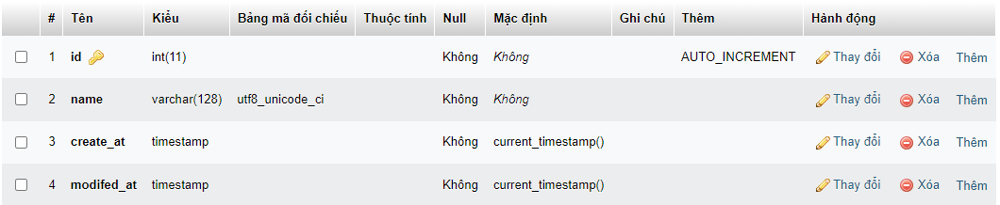 # Tên Kiểu Bảng mã đối chiếu Thuộc tính Null Mặc định Ghi chú Thêm Hành động
1 id int(11) Không Không AUTO_INCREMENT Thay đổi Xóa Thêm
2 name varchar(128) utf8_unicode_ci Không Không Thay đổi Xóa Thêm
3 create_at timestamp Không current_timestamp() Thay đổi Xóa Thêm
4 modifed_at timestamp Không current_timestamp() Thay đổi Xóa Thêm